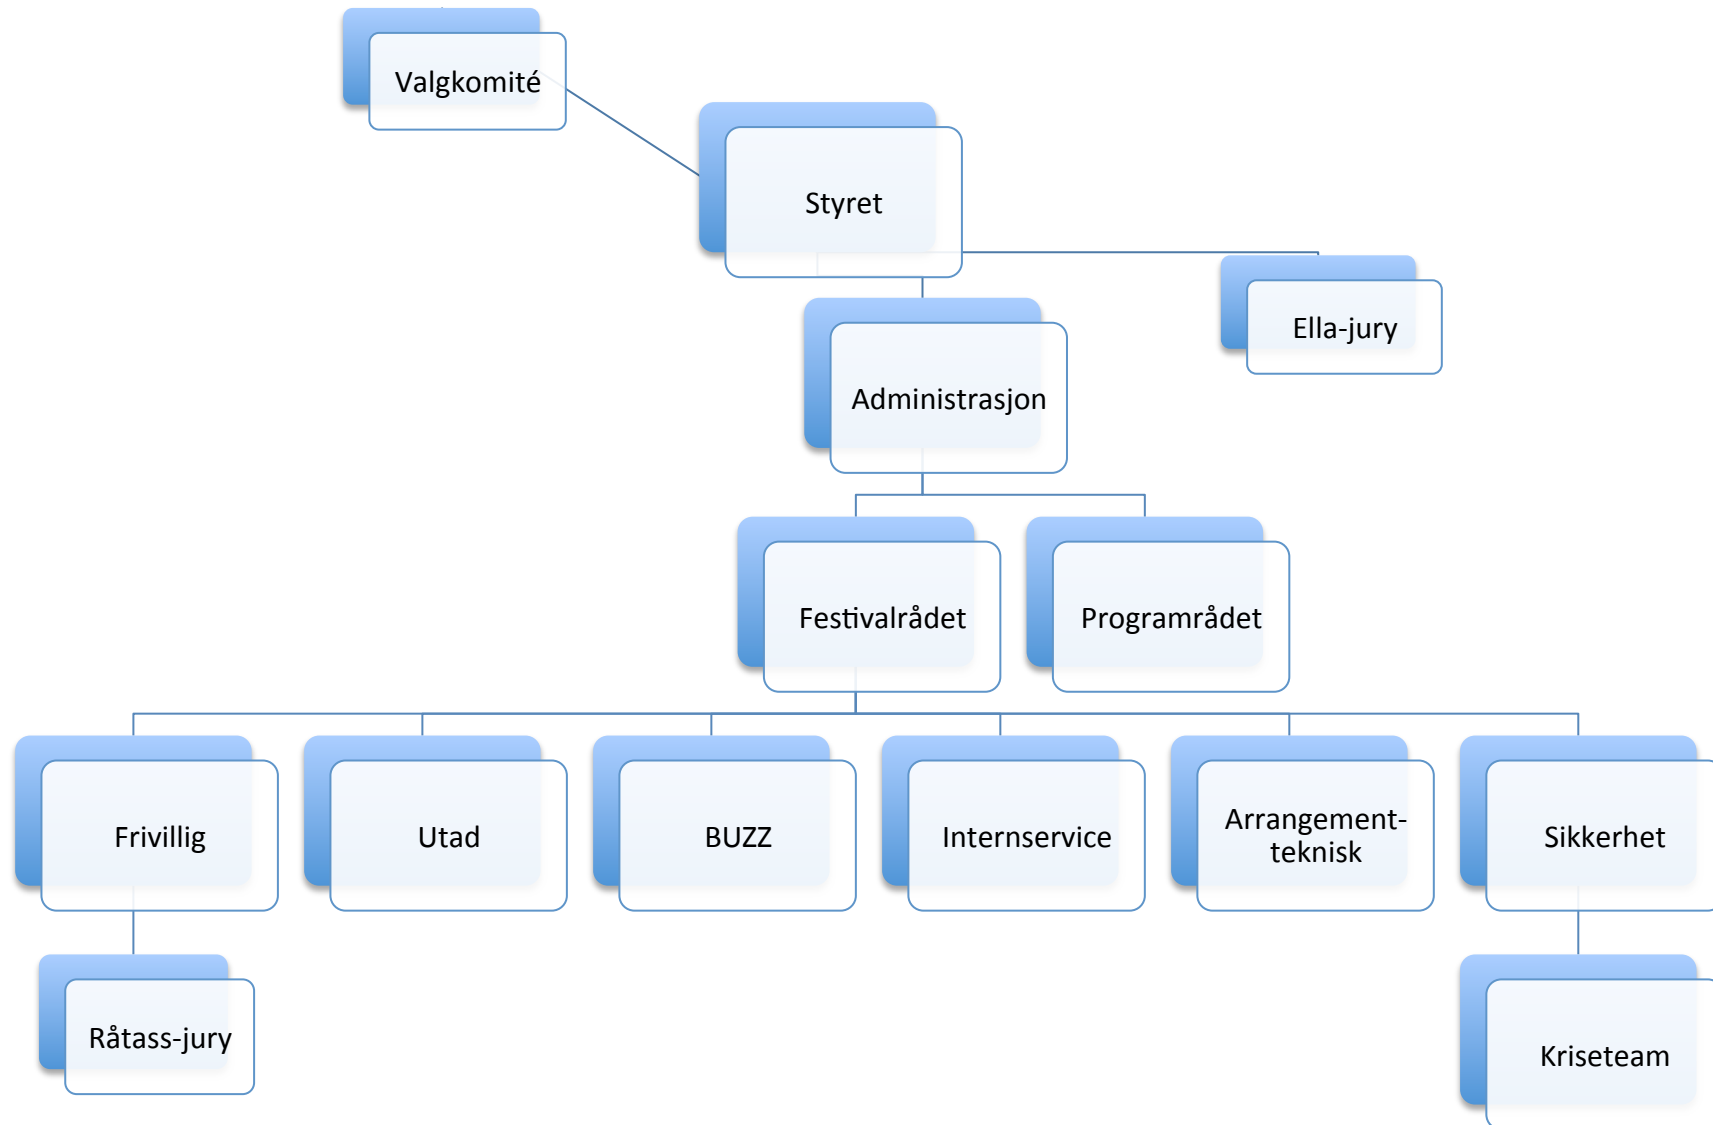 Valgkomité
Styret
Ella-jury
Administrasjon
Festivalrådet
Programrådet
Frivillig
Utad
BUZZ
Internservice
Arrangement-
teknisk
Sikkerhet
Råtass-jury
Kriseteam